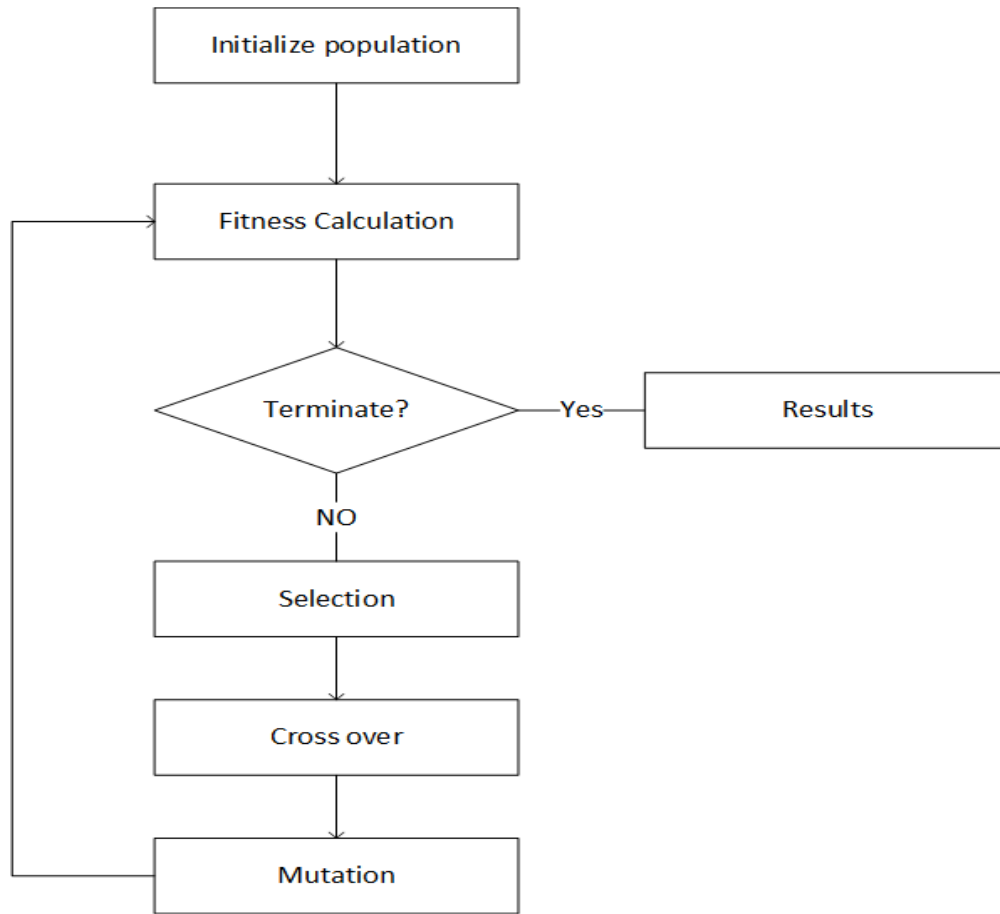 Initialize population
Fitness Calculation
Terminate?
Yes
Results
NO
Selection
Cross over
Mutation